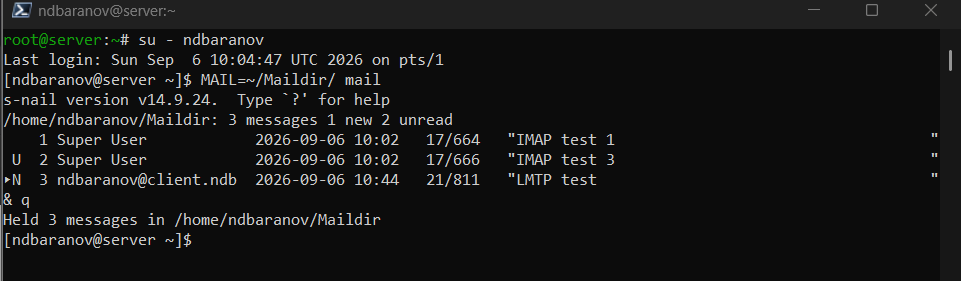 ndbaranov@server:~
root@server:~# su - ndbaranov
Last login: Sun Sep  6 10:04:47 UTC 2026 on pts/1
[ndbaranov@server ~]$ MAIL=~/Maildir/ mail
s-nail version v14.9.24.  Type `?' for help
/home/ndbaranov/Maildir: 3 messages 1 new 2 unread
    1 Super User            2026-09-06 10:02   17/664   "IMAP test 1                               "
 U  2 Super User            2026-09-06 10:02   17/666   "IMAP test 3                               "
▸N  3 ndbaranov@client.ndb  2026-09-06 10:44   21/811   "LMTP test                                 "
& q
Held 3 messages in /home/ndbaranov/Maildir
[ndbaranov@server ~]$